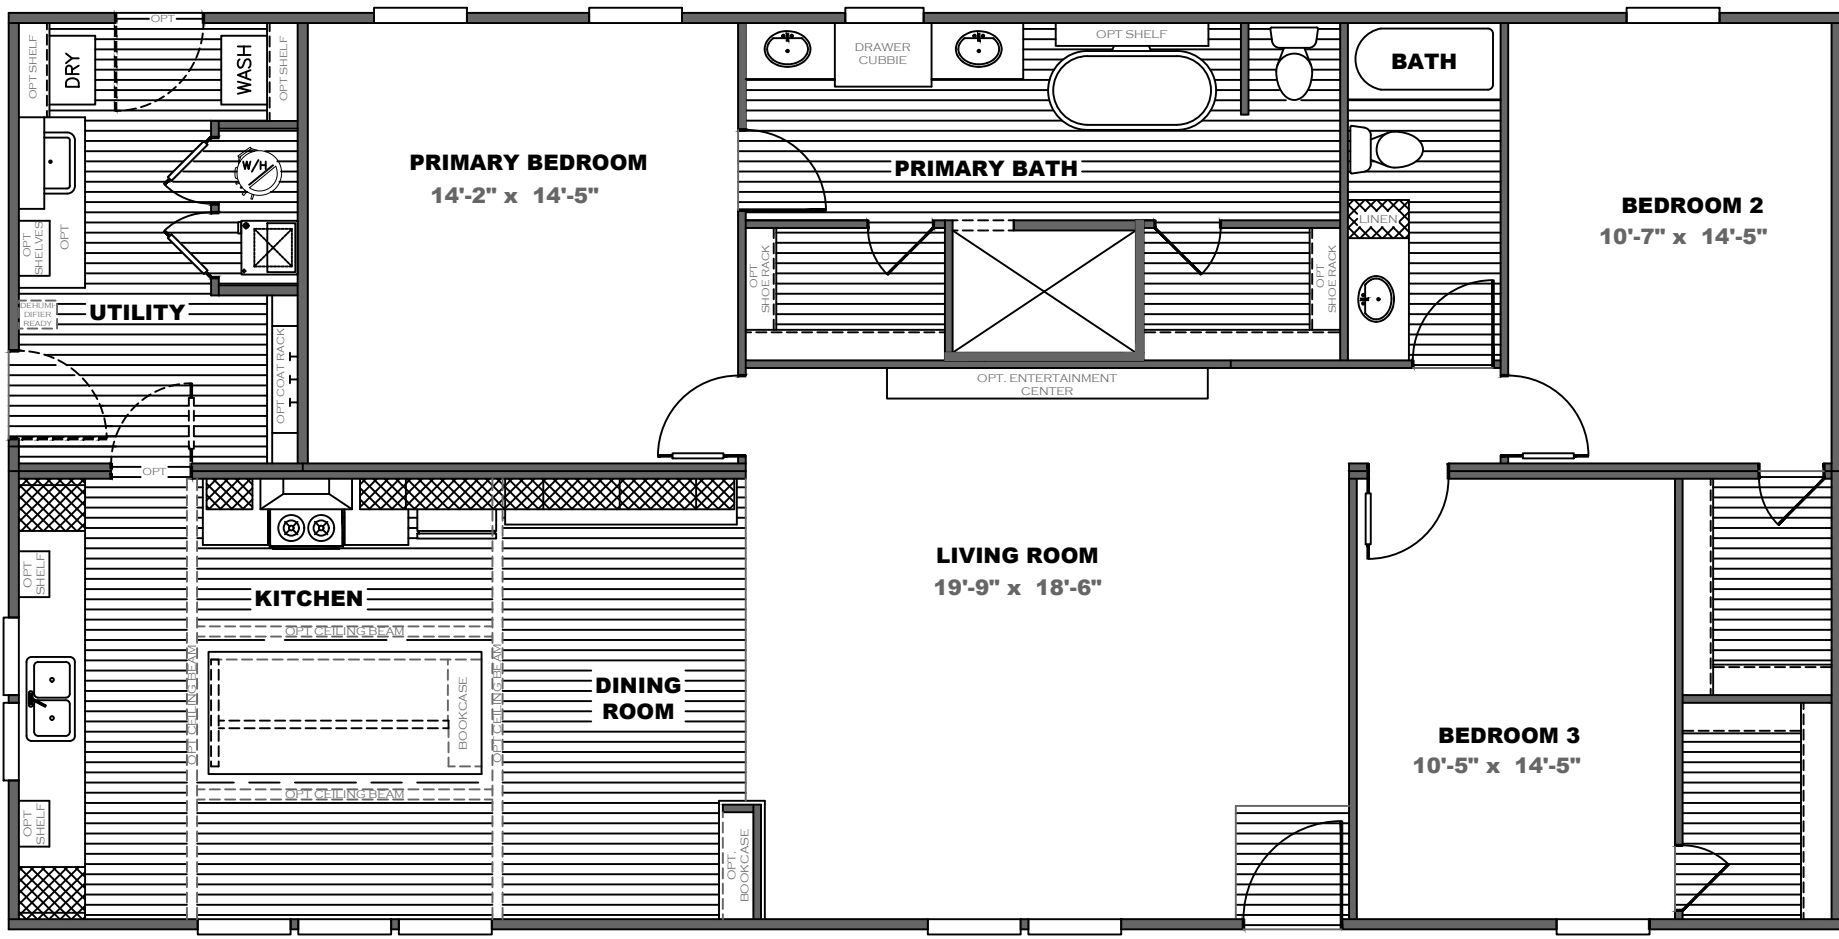 OPT
OPT SHELF
DRY
WASH
OPT SHELF
DRAWER
CUBBIE
OPT SHELF
BATH
W/H
PRIMARY BEDROOM
14'-2" x 14'-5"
PRIMARY BATH
LINEN
BEDROOM 2
10'-7" x 14'-5"
OPT
SHELVES
OPT
OPT
SHOE RACK
OPT
SHOE RACK
DEHUMI
DIFIER
READY
UTILITY
OPT COAT RACK
OPT. ENTERTAINMENT
CENTER
OPT
OPT
SHELF
KITCHEN
LIVING ROOM
19'-9" x 18'-6"
OPT CEILING BEAM
OPT CEILING BEAM
OPT CEILING BEAM
BOOKCASE
DINING
ROOM
BEDROOM 3
10'-5" x 14'-5"
OPT CEILING BEAM
OPT
SHELF
OPT.
BOOKCASE